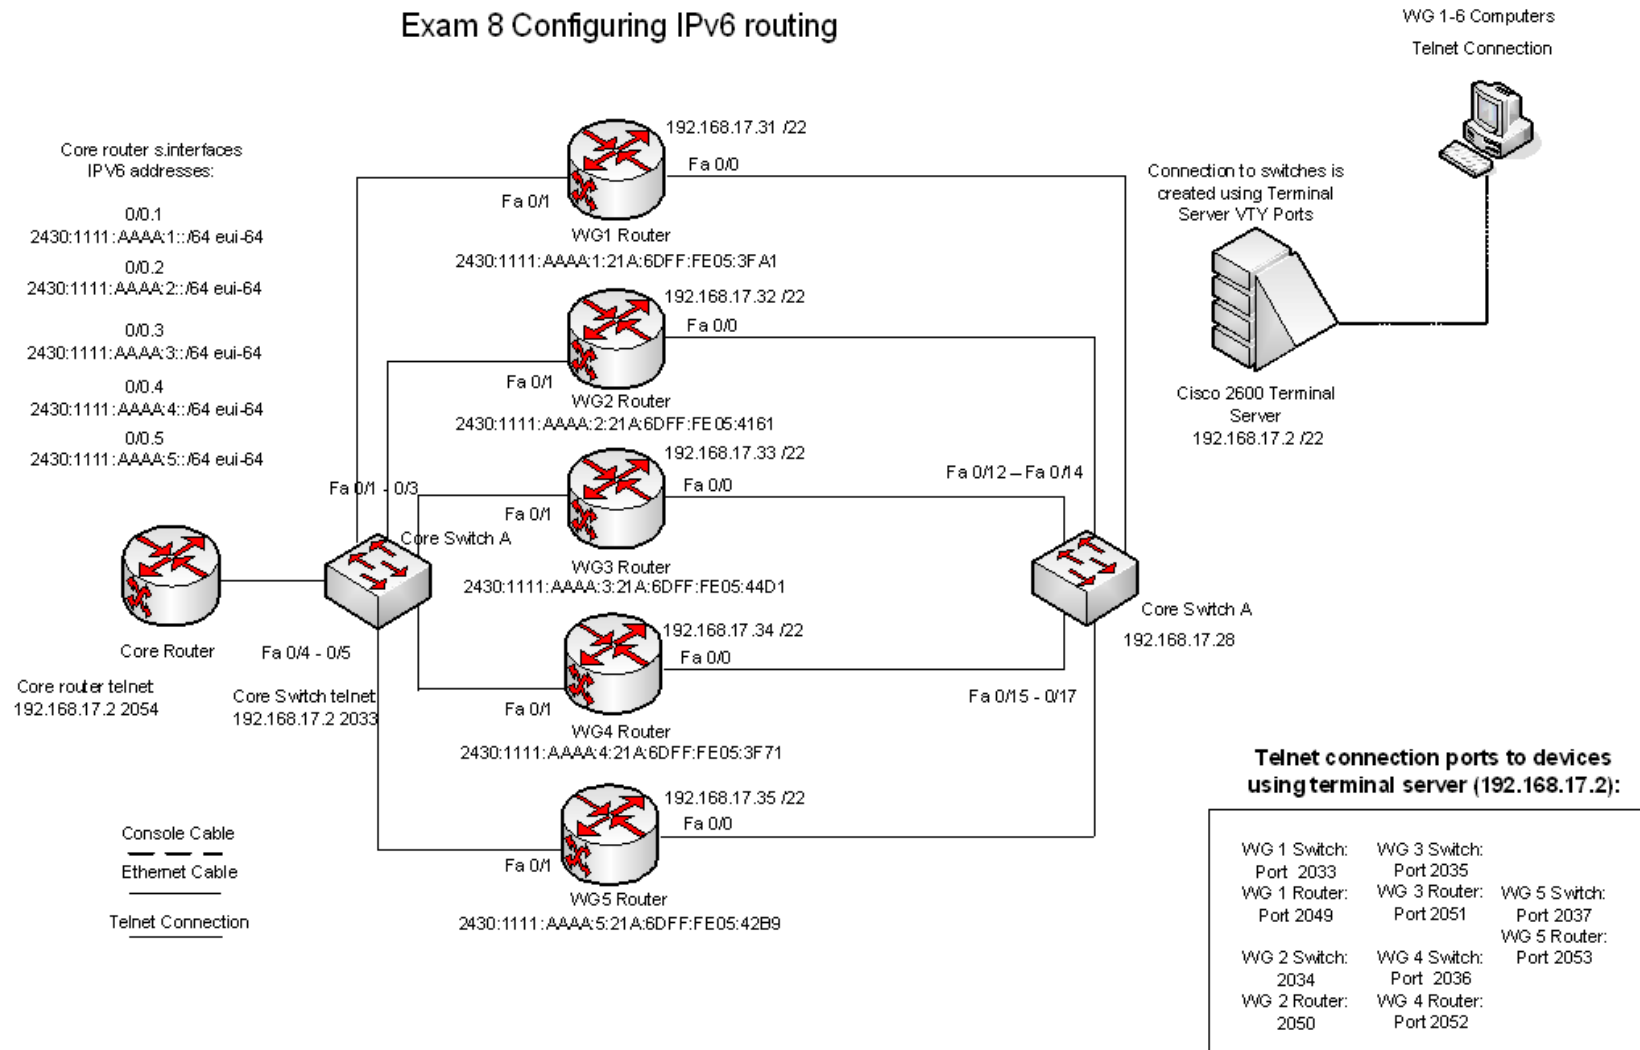 Exam 8 Configuring IPv6 routing
WG 1-6 Computers
Telnet Connection
Core router s.interfaces
IPV6 addresses:
0/0.1
2430:1111:AAAA:1::/64 eui-64
0/0.2
2430:1111:AAAA:2::/64 eui-64
0/0.3
2430:1111:AAAA:3::/64 eui-64
0/0.4
2430:1111:AAAA:4::/64 eui-64
0/0.5
2430:1111:AAAA:5::/64 eui-64
192.168.17.31 /22
Fa 0/0
Fa 0/1
WG1 Router
2430:1111:AAAA:1:21A:6DFF:FE05:3FA1
192.168.17.32 /22
Fa 0/0
Fa 0/1
WG2 Router
2430:1111:AAAA:2:21A:6DFF:FE05:4161
192.168.17.33 /22
Fa 0/0
Fa 0/1
WG3 Router
2430:1111:AAAA:3:21A:6DFF:FE05:44D1
192.168.17.34 /22
Fa 0/0
Fa 0/1
WG4 Router
2430:1111:AAAA:4:21A:6DFF:FE05:3F71
192.168.17.35 /22
Fa 0/0
Fa 0/1
WG5 Router
2430:1111:AAAA:5:21A:6DFF:FE05:42B9
Connection to switches is
created using Terminal
Server VTY Ports
Cisco 2600 Terminal
Server
192.168.17.2 /22
Fa 0/1 - 0/3
Core Switch A
Core Router
Fa 0/4 - 0/5
Core router telnet
192.168.17.2 2054
Core Switch telnet
192.168.17.2 2033
Fa 0/12 – Fa 0/14
Core Switch A
192.168.17.28
Fa 0/15 - 0/17
Console Cable
Ethernet Cable
Telnet Connection
Telnet connection ports to devices
using terminal server (192.168.17.2):
WG 1 Switch:
Port 2033
WG 1 Router:
Port 2049
WG 2 Switch:
2034
WG 2 Router:
2050
WG 3 Switch:
Port 2035
WG 3 Router:
Port 2051
WG 4 Switch:
Port 2036
WG 4 Router:
Port 2052
WG 5 Switch:
Port 2037
WG 5 Router:
Port 2053